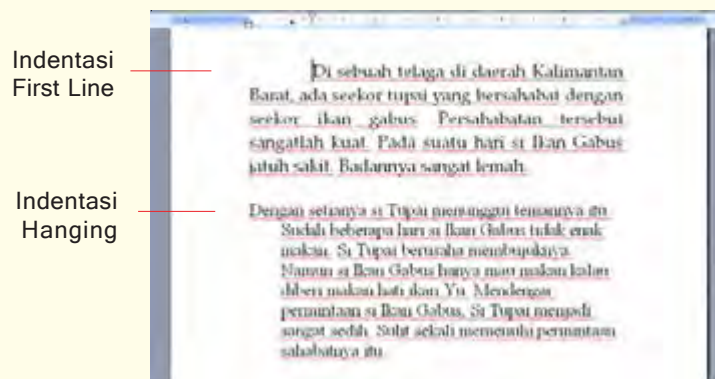 Indentasi
First Line
Di sebuah telaga di daerah Kalimantan
Barat, ada seekor tupai yang bersahabat dengan
seekor ikan gabus. Persahabatan tersebut
sangatlah kuat. Pada suatu hari si Ikan Gabus
jatuh sakit. Badannya sangat lemah.
Indentasi
Hanging
Dengan setianya si Tupai menunggui temannya itu.
Sudah beberapa hari si Ikan Gabus tidak enak
makan. Si Tupai berusaha membujuknya.
Namun si Ikan Gabus hanya mau makan kalau
diberi makan hati ikan Yu. Mendengar
permintaan si Ikan Gabus, Si Tupai menjadi
sangat sedih. Sulit sekali memenuhi permintaan
sahabatnya itu.